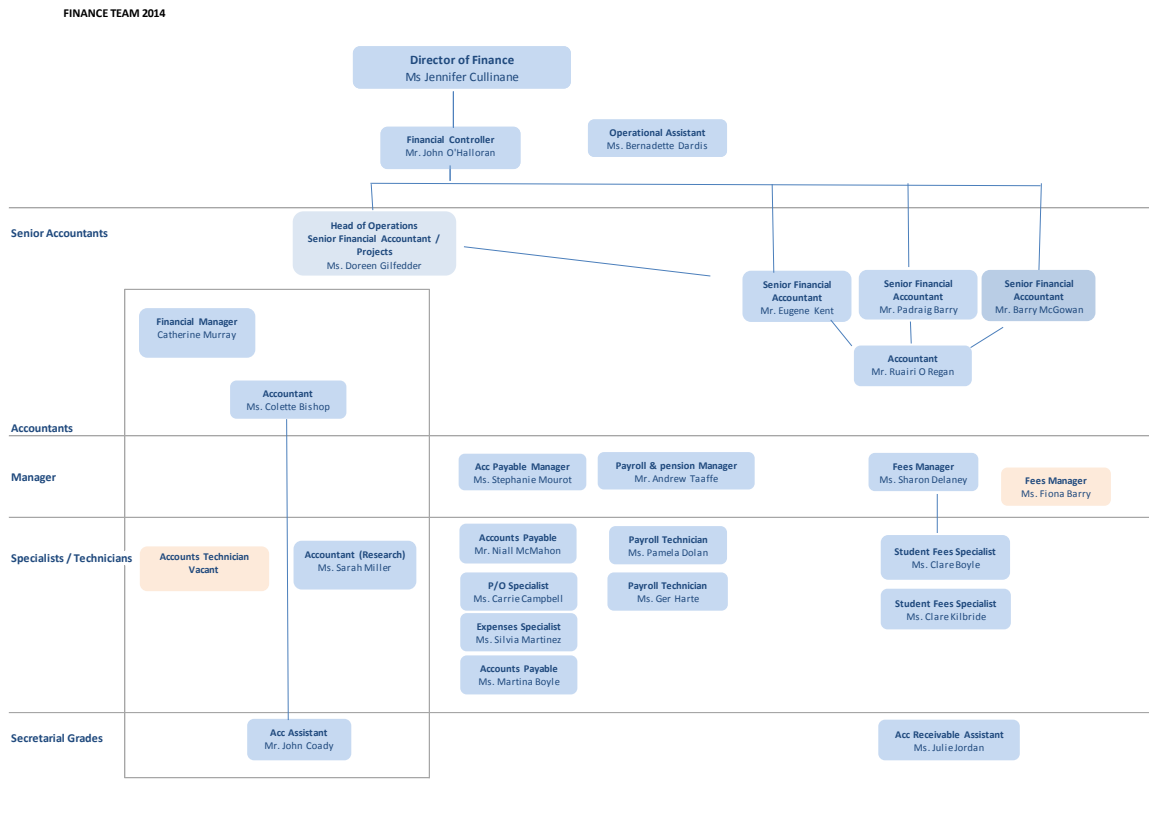 FINANCE TEAM 2014
Director of Finance
Ms Jennifer Cullinane
Financial Controller
Mr. John O'Halloran
Operational Assistant
Ms. Bernadette Dardis
Senior Accountants
Head of Operations
Senior Financial Accountant /
Projects
Ms. Doreen Gilfedder
Senior Financial
Accountant
Mr. Eugene Kent
Senior Financial
Accountant
Mr. Padraig Barry
Senior Financial
Accountant
Mr. Barry McGowan
Financial Manager
Catherine Murray
Accountant
Mr. Ruairi O Regan
Accountant
Ms. Colette Bishop
Accountants
Manager
Acc Payable Manager
Ms. Stephanie Mourot
Payroll & pension Manager
Mr. Andrew Taaffe
Fees Manager
Ms. Sharon Delaney
Fees Manager
Ms. Fiona Barry
Specialists / Technicians
Accounts Technician
Vacant
Accountant (Research)
Ms. Sarah Miller
Accounts Payable
Mr. Niall McMahon
Payroll Technician
Ms. Pamela Dolan
Student Fees Specialist
Ms. Clare Boyle
P/O Specialist
Ms. Carrie Campbell
Payroll Technician
Ms. Ger Harte
Student Fees Specialist
Ms. Clare Kilbride
Expenses Specialist
Ms. Silvia Martinez
Accounts Payable
Ms. Martina Boyle
Secretarial Grades
Acc Assistant
Mr. John Coady
Acc Receivable Assistant
Ms. Julie Jordan